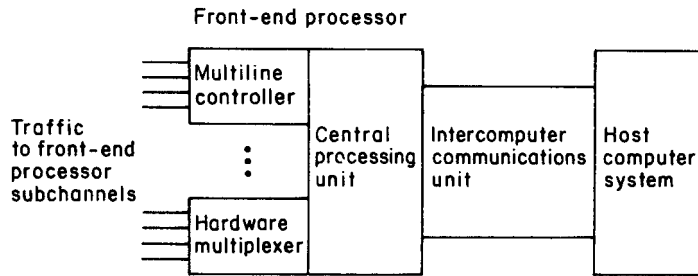 Front-end processor
Multiline
controller
Traffic
to front-end
processor
subchannels
Hardware
multiplexer
Central
processing
unit
Intercomputer
communications
unit
Host
computer
system